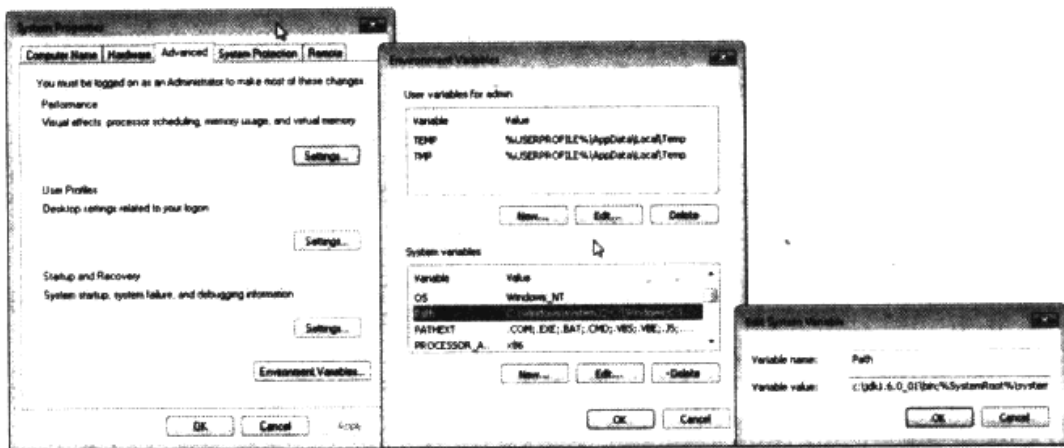 System Properties
Computer Name Hardware Advanced System Protection Remote
You must be logged on as an Administrator to make most of these changes
Performance
Visual effects, processor scheduling, memory usage, and virtual memory
Settings...
User Profiles
Desktop settings related to your logon
Settings...
Startup and Recovery
System startup, system failure, and debugging information
Settings...
Environment Variables...
OK Cancel Apply
Environment Variables
User variables for admin
Variable Value
TEMP %USERPROFILE%\AppData\Local\Temp
TMP %USERPROFILE%\AppData\Local\Temp
New... Edit... Delete
System variables
Variable Value
OS Windows_NT
Path
PATHEXT .COM;.EXE;.BAT;.CMD;.VBS;.VBE;.JS;....
PROCESSOR_A... x86
New... Edit... Delete
OK Cancel
Edit System Variable
Variable name: Path
Variable value:
OK Cancel